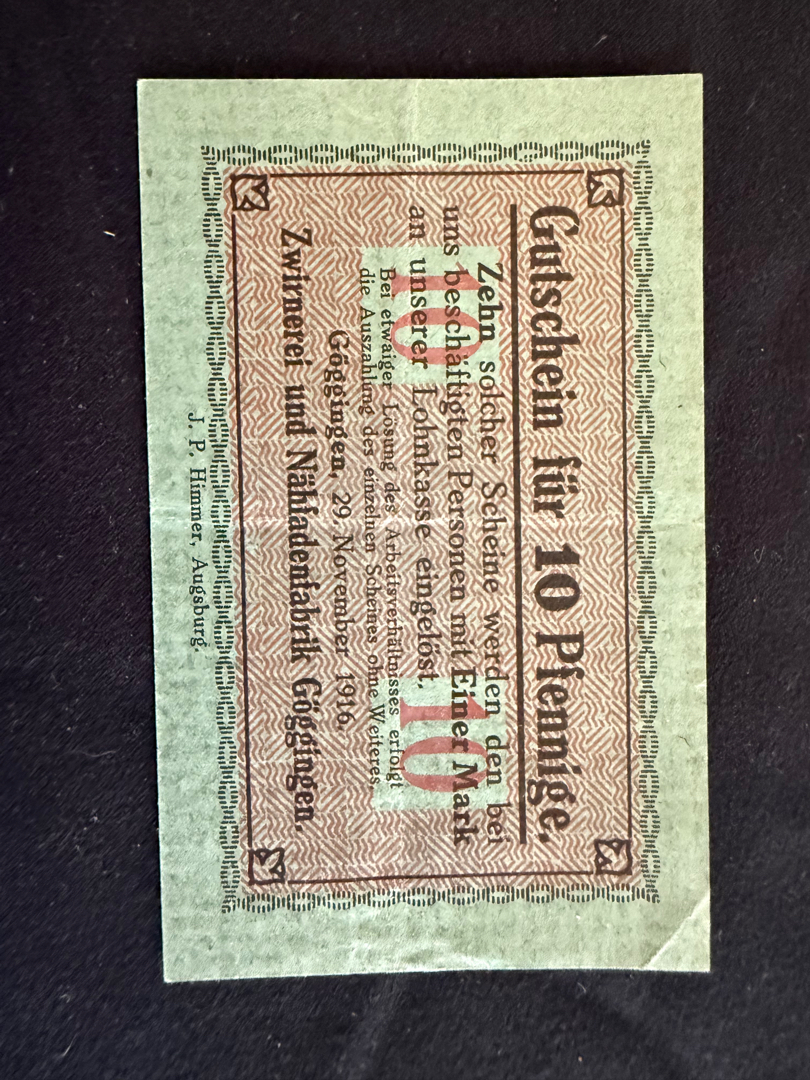 Gutschein für 10 Pfennige.
Zehn solcher Scheine werden den bei
uns beschäftigten Personen mit Einer Mark
an unserer Lohnkasse eingelöst.
10 10
Bei etwaiger Lösung des Arbeitsverhältnisses erfolgt
die Auszahlung des einzelnen Scheines ohne Weiteres.
Göggingen, 29. November 1916.
Zwirnerei und Nähfadenfabrik Göggingen.
J. P. Himmer, Augsburg